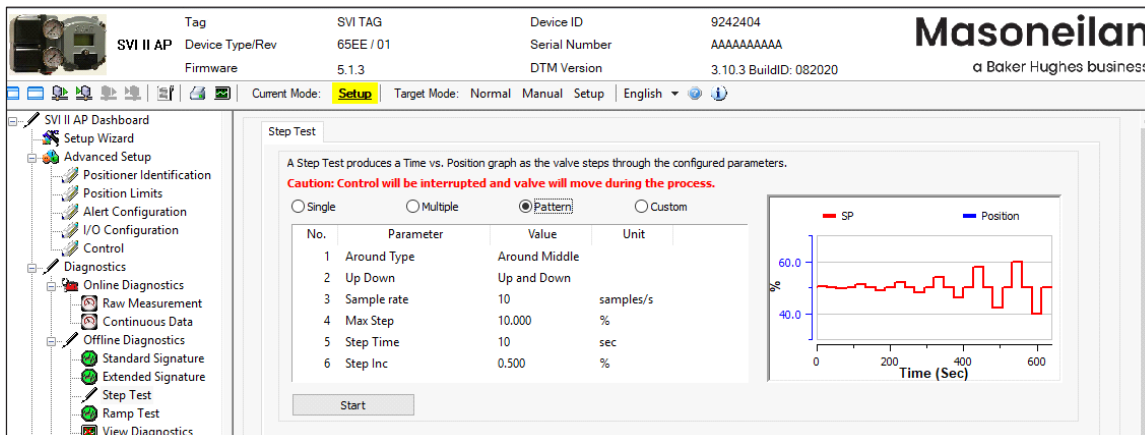 Tag SVI TAG Device ID 9242404
SVI II AP Device Type/Rev 65EE / 01 Serial Number AAAAAAAAAA
Firmware 5.1.3 DTM Version 3.10.3 BuildID: 082020
Masoneilan
a Baker Hughes business
Current Mode: Setup Target Mode: Normal Manual Setup English
SVI II AP Dashboard
Setup Wizard
Advanced Setup
Positioner Identification
Position Limits
Alert Configuration
I/O Configuration
Control
Diagnostics
Online Diagnostics
Raw Measurement
Continuous Data
Offline Diagnostics
Standard Signature
Extended Signature
Step Test
Ramp Test
View Diagnostics
Step Test
A Step Test produces a Time vs. Position graph as the valve steps through the configured parameters.
Caution: Control will be interrupted and valve will move during the process.
Single Multiple Pattern Custom
No. Parameter Value Unit
1 Around Type Around Middle
2 Up Down Up and Down
3 Sample rate 10 samples/s
4 Max Step 10.000 %
5 Step Time 10 sec
6 Step Inc 0.500 %
Start
SP Position
60.0
%
40.0
0 200 400 600
Time (Sec)